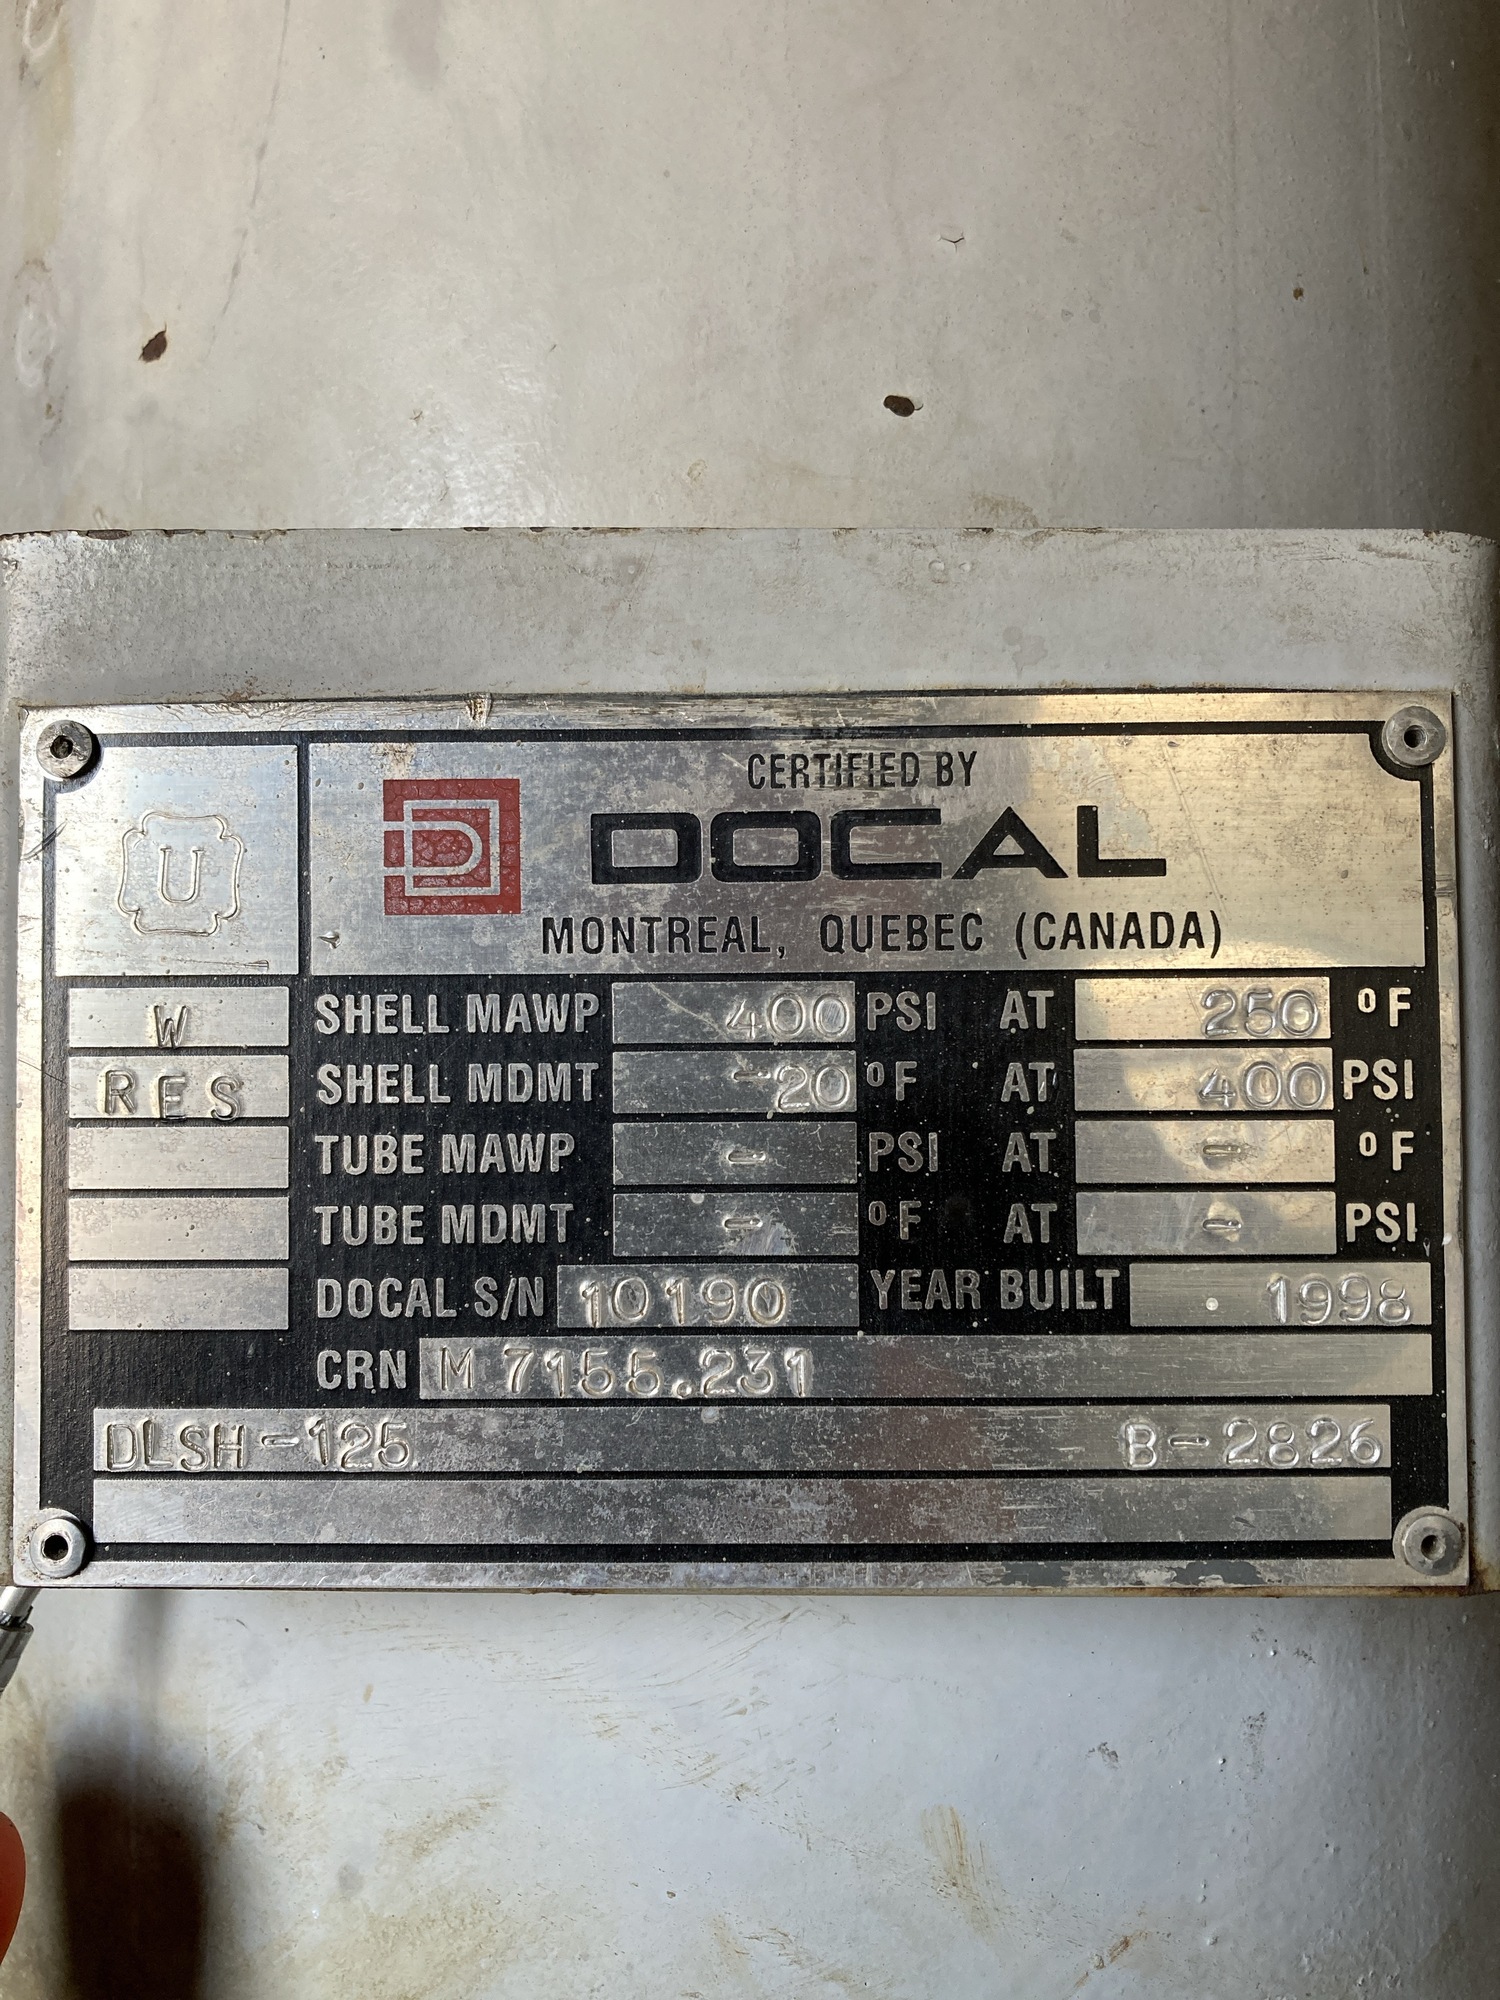 U
CERTIFIED BY
DOCAL
MONTREAL, QUEBEC (CANADA)
W SHELL MAWP 400 PSI AT 250 °F
RES SHELL MDMT -20 °F AT 400 PSI
TUBE MAWP - PSI AT - °F
TUBE MDMT - °F AT - PSI
DOCAL S/N 10190 YEAR BUILT 1998
CRN M 7155.231
DLSH-125 B-2826